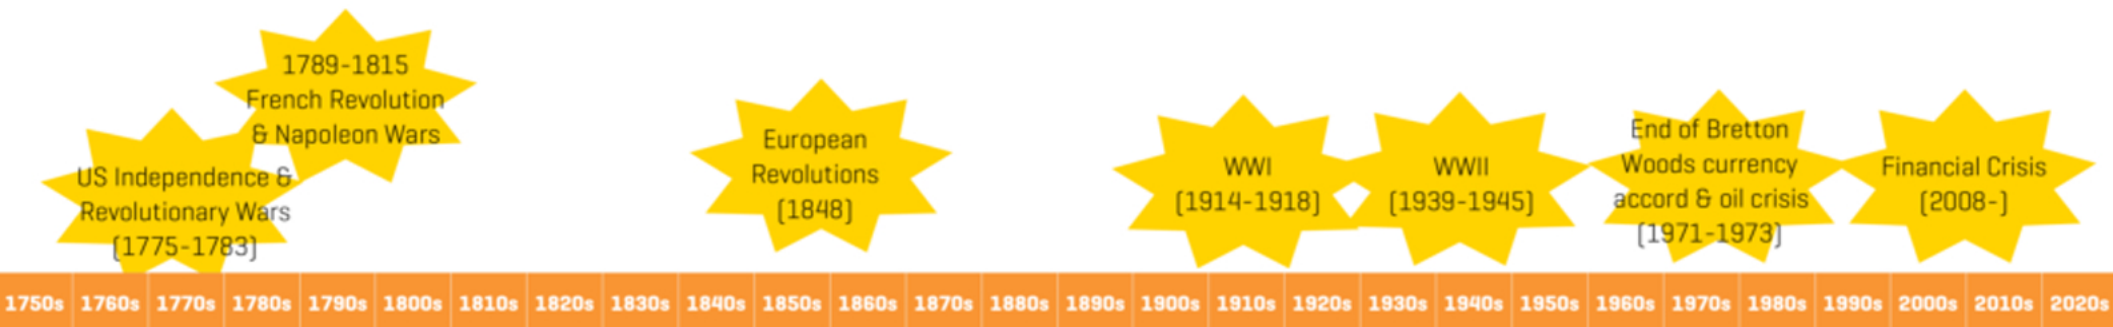 1789-1815
French Revolution
& Napoleon Wars
US Independence &
Revolutionary Wars
(1775-1783)
European
Revolutions
(1848)
WWI
(1914-1918)
WWII
(1939-1945)
End of Bretton
Woods currency
accord & oil crisis
(1971-1973)
Financial Crisis
(2008-)
1750s 1760s 1770s 1780s 1790s 1800s 1810s 1820s 1830s 1840s 1850s 1860s 1870s 1880s 1890s 1900s 1910s 1920s 1930s 1940s 1950s 1960s 1970s 1980s 1990s 2000s 2010s 2020s